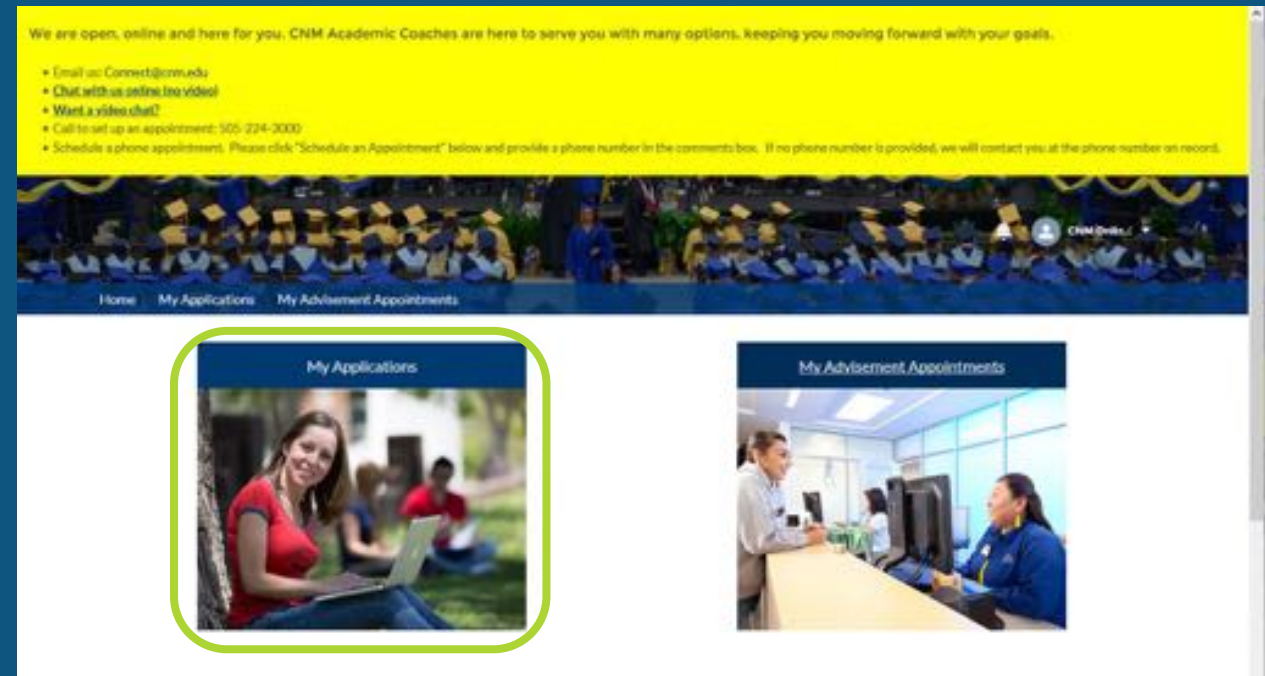 We are open, online and here for you. CNM Academic Coaches are here to serve you with many options, keeping you moving forward with your goals.
• Email us: Connect@cnm.edu
• Chat with us online (no video)
• Want a video chat?
• Call to set up an appointment: 505-224-3000
• Schedule a phone appointment. Please click "Schedule an Appointment" below and provide a phone number in the comments box. If no phone number is provided, we will contact you at the phone number on record.
CNM
Home My Applications My Advisement Appointments
My Applications
My Advisement Appointments